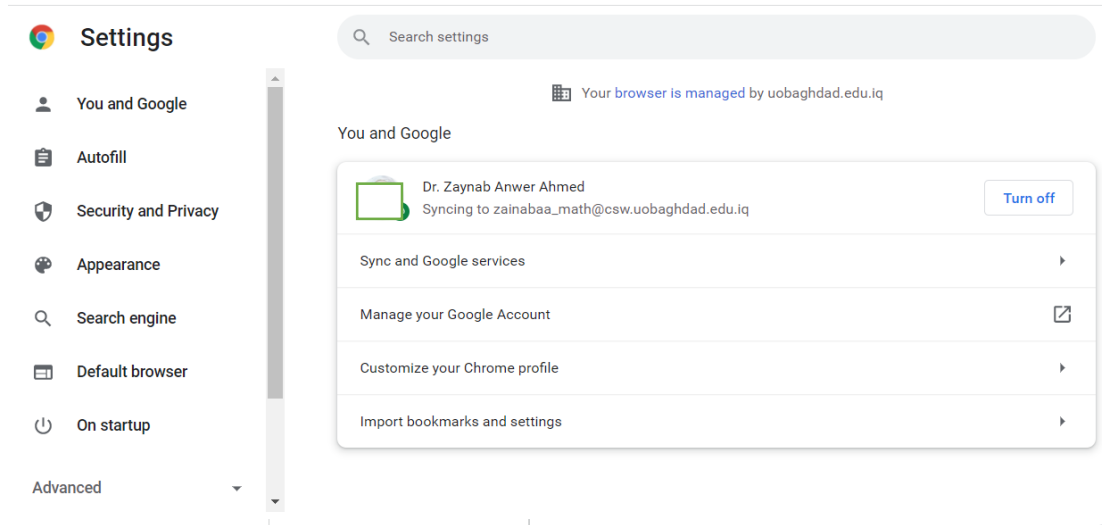 Settings
Search settings
You and Google
Autofill
Security and Privacy
Appearance
Search engine
Default browser
On startup
Advanced
Your browser is managed by uobaghdad.edu.iq
You and Google
Dr. Zaynab Anwer Ahmed
Syncing to zainabaa_math@csw.uobaghdad.edu.iq
Turn off
Sync and Google services
Manage your Google Account
Customize your Chrome profile
Import bookmarks and settings